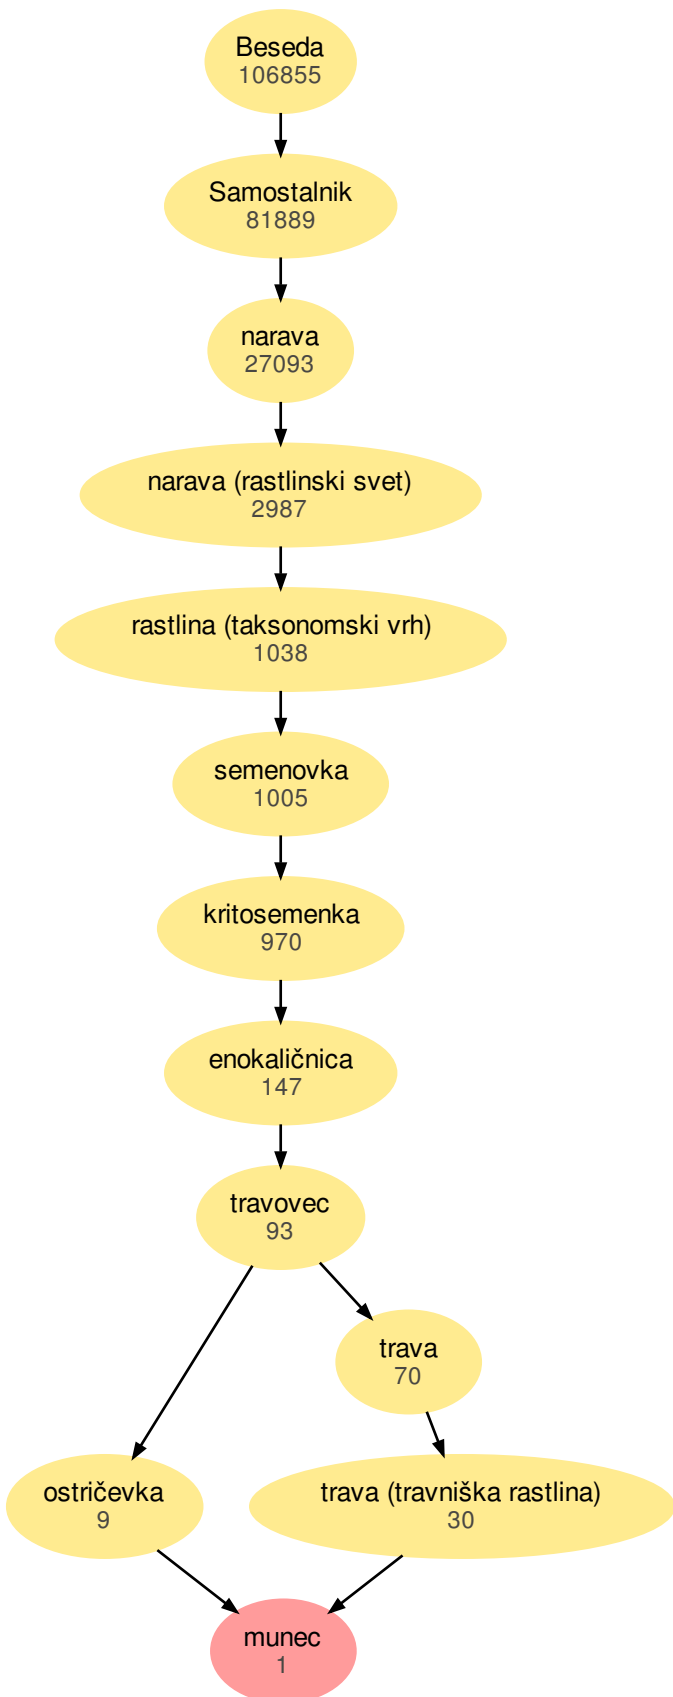 Beseda
106855
Samostalnik
81889
narava
27093
narava (rastlinski svet)
2987
rastlina (taksonomski vrh)
1038
semenovka
1005
kritosemenka
970
enokaličnica
147
travovec
93
trava
70
ostričevka
9
trava (travniška rastlina)
30
munec
1